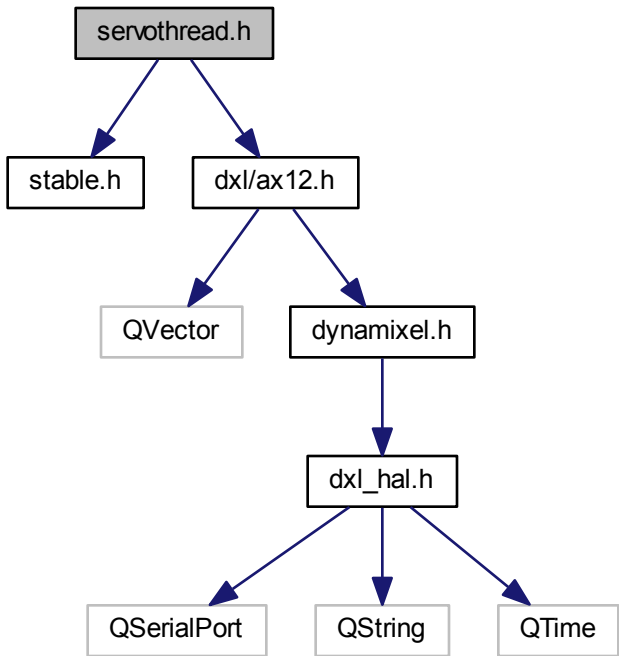 servothread.h
stable.h
dxl/ax12.h
QVector
dynamixel.h
dxl_hal.h
QSerialPort
QString
QTime